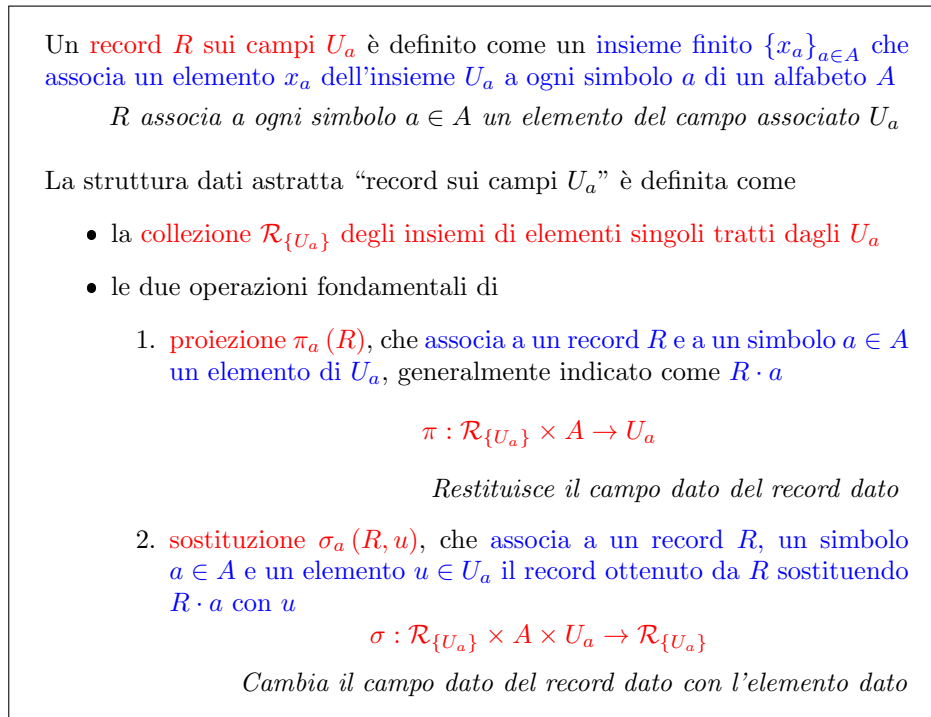 Un record R sui campi U_a è definito come un insieme finito {x_a}_{a∈A} che
associa un elemento x_a dell'insieme U_a a ogni simbolo a di un alfabeto A
R associa a ogni simbolo a ∈ A un elemento del campo associato U_a
La struttura dati astratta “record sui campi U_a” è definita come
• la collezione ℛ_{{U_a}} degli insiemi di elementi singoli tratti dagli U_a
• le due operazioni fondamentali di
1. proiezione π_a (R), che associa a un record R e a un simbolo a ∈ A
un elemento di U_a, generalmente indicato come R · a
π : ℛ_{{U_a}} × A → U_a
Restituisce il campo dato del record dato
2. sostituzione σ_a (R, u), che associa a un record R, un simbolo
a ∈ A e un elemento u ∈ U_a il record ottenuto da R sostituendo
R · a con u
σ : ℛ_{{U_a}} × A × U_a → ℛ_{{U_a}}
Cambia il campo dato del record dato con l'elemento dato